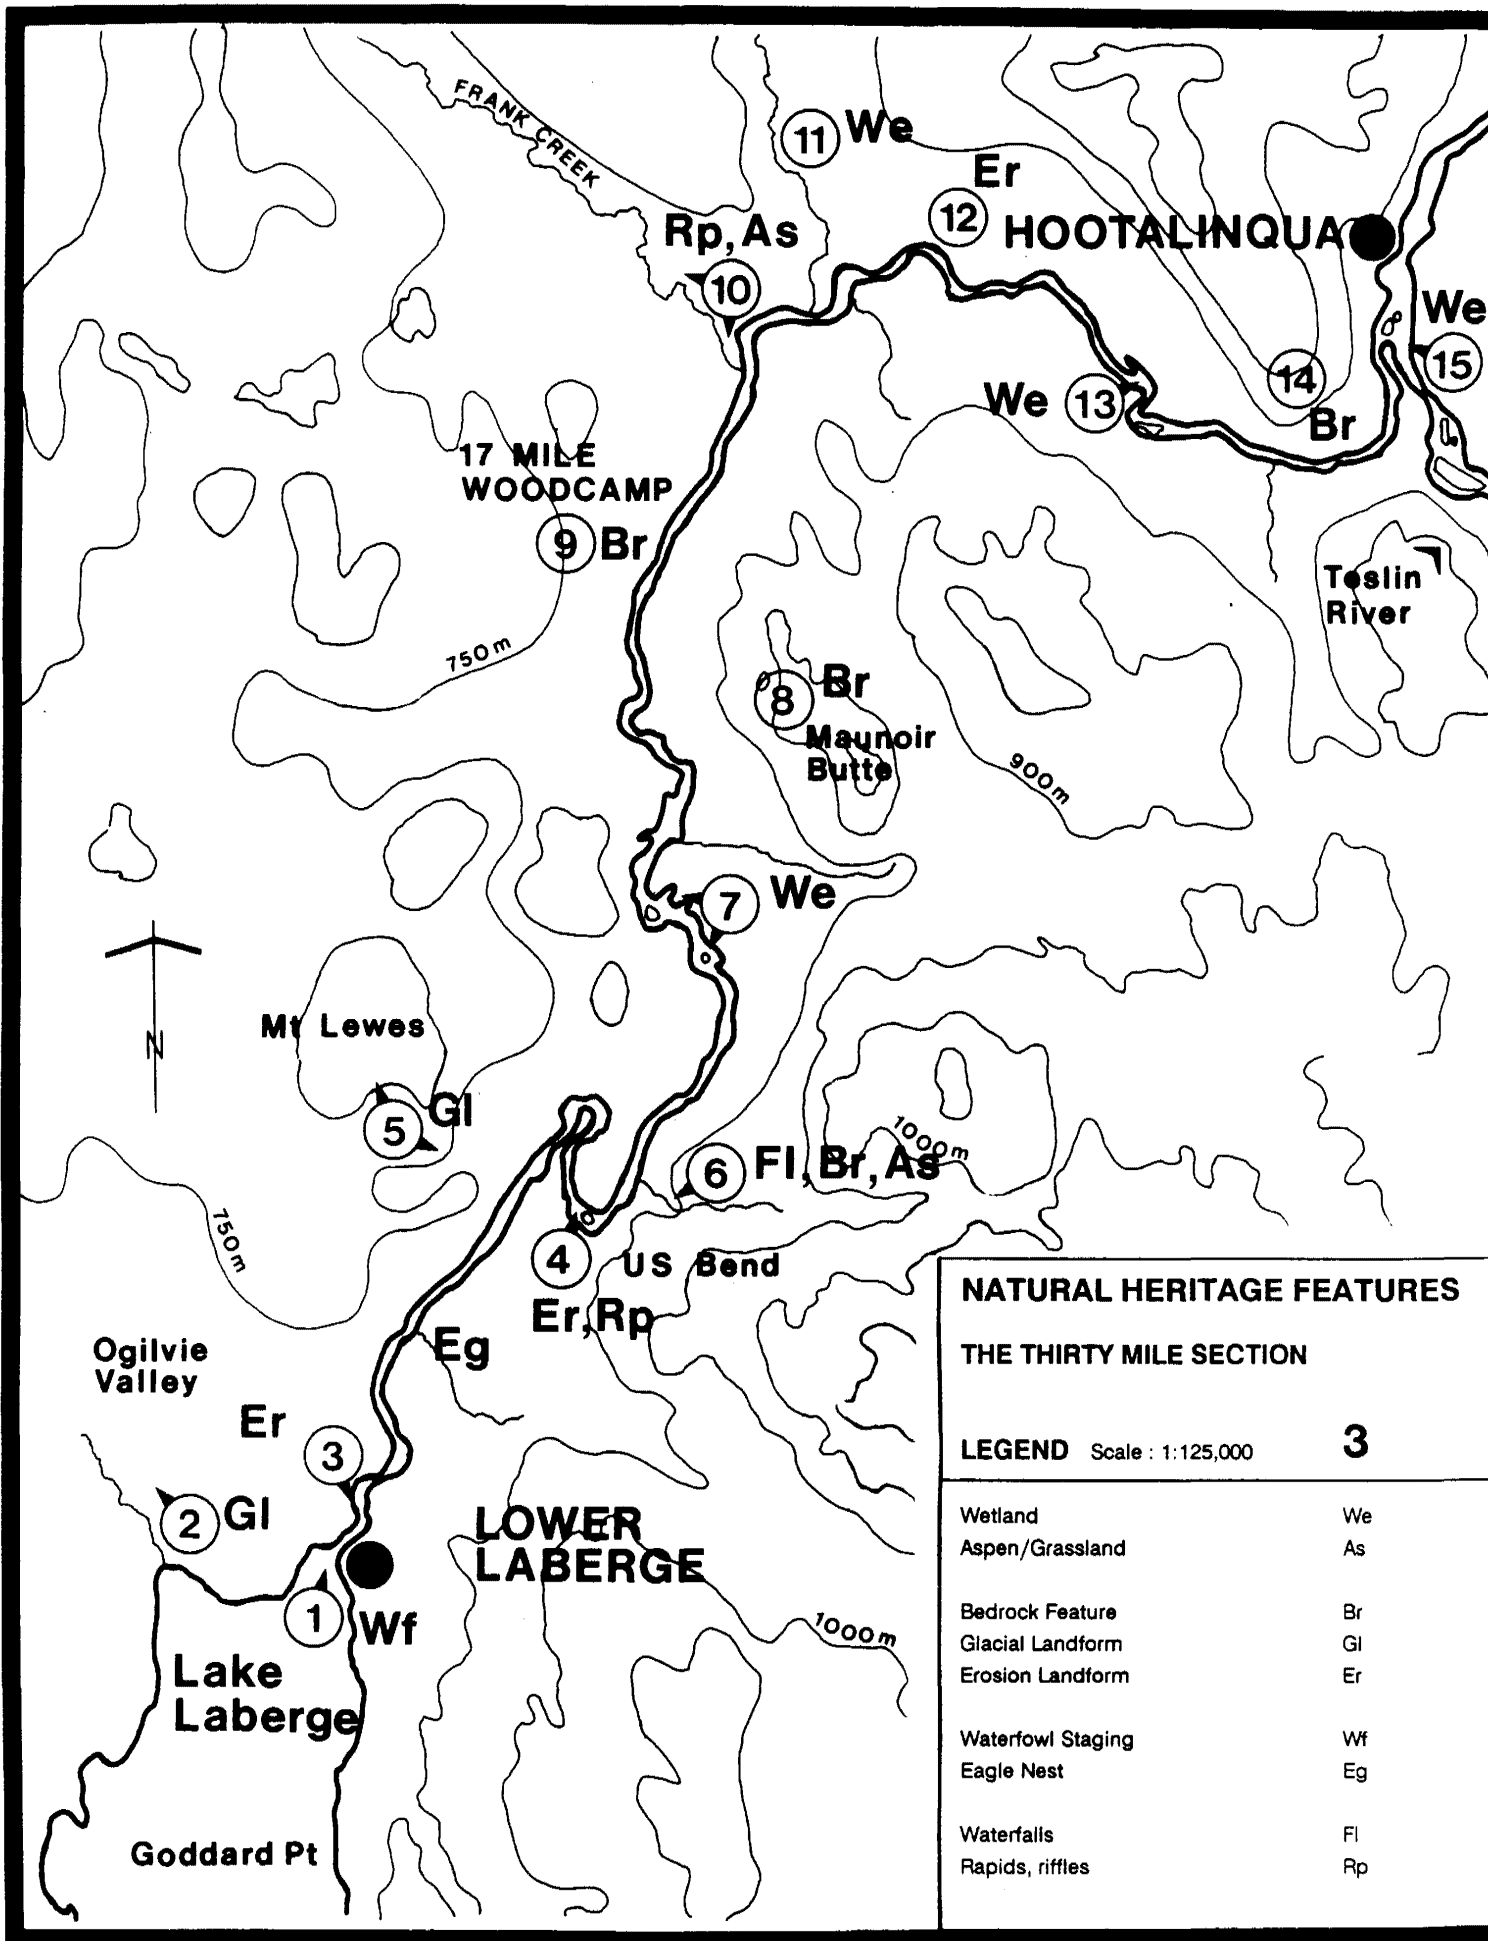 FRANK CREEK
11 We
Er
12
HOOTALINQUA
Rp, As
10
We
15
We 13
14
Br
17 MILE
WOODCAMP
9 Br
Teslin
River
750m
8 Br
Maunoir
Butte
900m
7 We
N
Mt Lewes
5 Gl
1000m
6 Fl, Br, As
750m
4
US Bend
Er, Rp
Eg
Ogilvie
Valley
Er
3
2 Gl
LOWER
LABERGE
1 Wf
1000m
Lake
Laberge
Goddard Pt
NATURAL HERITAGE FEATURES
THE THIRTY MILE SECTION
LEGEND Scale : 1:125,000 3
Wetland We
Aspen/Grassland As
Bedrock Feature Br
Glacial Landform Gl
Erosion Landform Er
Waterfowl Staging Wf
Eagle Nest Eg
Waterfalls Fl
Rapids, riffles Rp